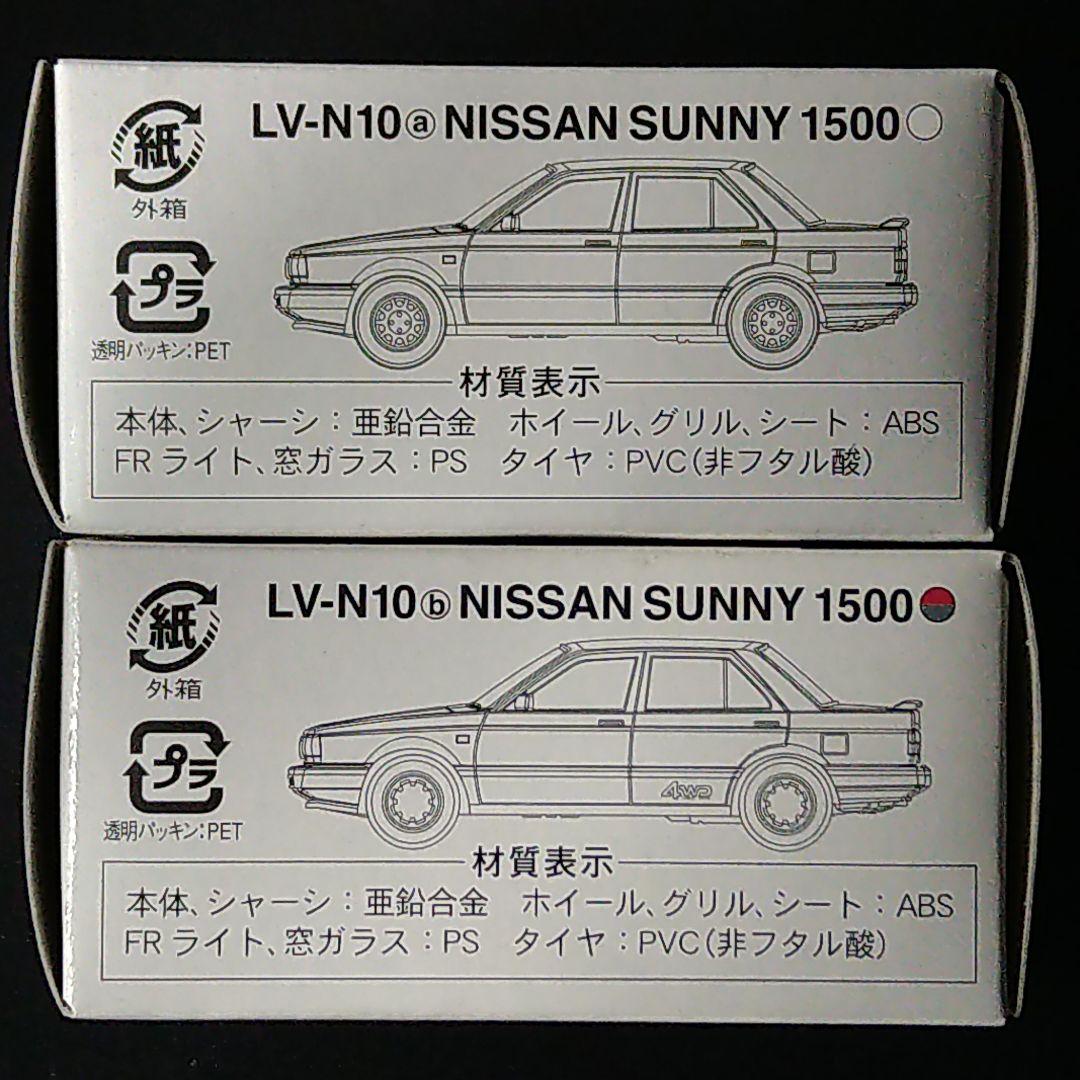 LV-N10ⓐNISSAN SUNNY 1500○
紙
外箱
プラ
透明パッキン:PET
材質表示
本体、シャーシ:亜鉛合金 ホイール、グリル、シート:ABS
FRライト、窓ガラス:PS タイヤ:PVC(非フタル酸)
LV-N10ⓑNISSAN SUNNY 1500
紙
外箱
プラ
透明パッキン:PET
4WD
材質表示
本体、シャーシ:亜鉛合金 ホイール、グリル、シート:ABS
FRライト、窓ガラス:PS タイヤ:PVC(非フタル酸)